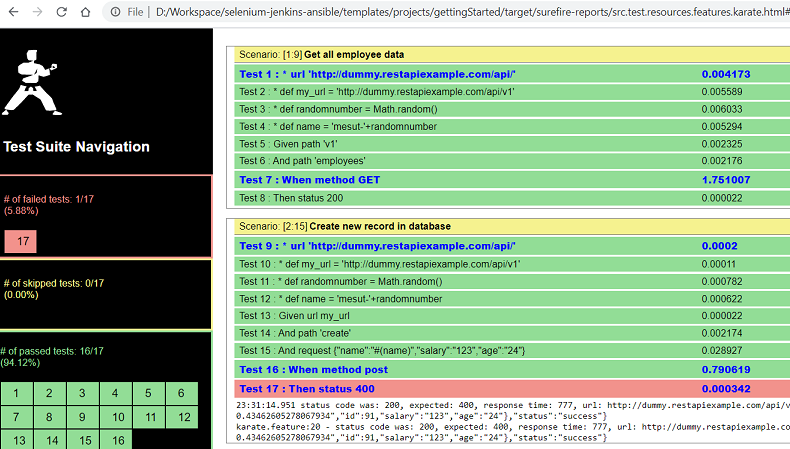 File | D:/Workspace/selenium-jenkins-ansible/templates/projects/gettingStarted/target/surefire-reports/src.test.resources.features.karate.html#
Test Suite Navigation
# of failed tests: 1/17
(5.88%)
17
# of skipped tests: 0/17
(0.00%)
# of passed tests: 16/17
(94.12%)
1 2 3 4 5 6
7 8 9 10 11 12
13 14 15 16
Scenario: [1:9] Get all employee data
Test 1 : * url 'http://dummy.restapiexample.com/api/' 0.004173
Test 2 : * def my_url = 'http://dummy.restapiexample.com/api/v1' 0.005589
Test 3 : * def randomnumber = Math.random() 0.006033
Test 4 : * def name = 'mesut-'+randomnumber 0.005294
Test 5 : Given path 'v1' 0.002325
Test 6 : And path 'employees' 0.002176
Test 7 : When method GET 1.751007
Test 8 : Then status 200 0.000022
Scenario: [2:15] Create new record in database
Test 9 : * url 'http://dummy.restapiexample.com/api/' 0.0002
Test 10 : * def my_url = 'http://dummy.restapiexample.com/api/v1' 0.00011
Test 11 : * def randomnumber = Math.random() 0.000782
Test 12 : * def name = 'mesut-'+randomnumber 0.000622
Test 13 : Given url my_url 0.000022
Test 14 : And path 'create' 0.002174
Test 15 : And request {"name":"#(name)","salary":"123","age":"24"} 0.028927
Test 16 : When method post 0.790619
Test 17 : Then status 400 0.000342
23:31:14.951 status code was: 200, expected: 400, response time: 777, url: http://dummy.restapiexample.com/api/v
0.43462605278067934","id":91,"salary":"123","age":"24"},"status":"success"}
karate.feature:20 - status code was: 200, expected: 400, response time: 777, url: http://dummy.restapiexample.co
0.43462605278067934","id":91,"salary":"123","age":"24"},"status":"success"}